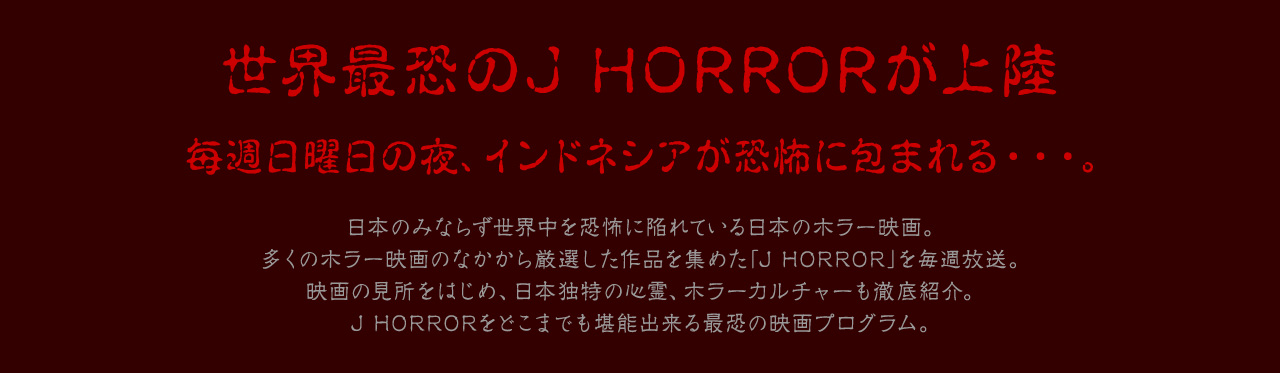 世界最恐のJ HORRORが上陸
毎週日曜日の夜、インドネシアが恐怖に包まれる・・・。
日本のみならず世界中を恐怖に陥れている日本のホラー映画。
多くのホラー映画のなかから厳選した作品を集めた「J HORROR」を毎週放送。
映画の見所をはじめ、日本独特の心霊、ホラーカルチャーも徹底紹介。
J HORRORをどこまでも堪能出来る最恐の映画プログラム。